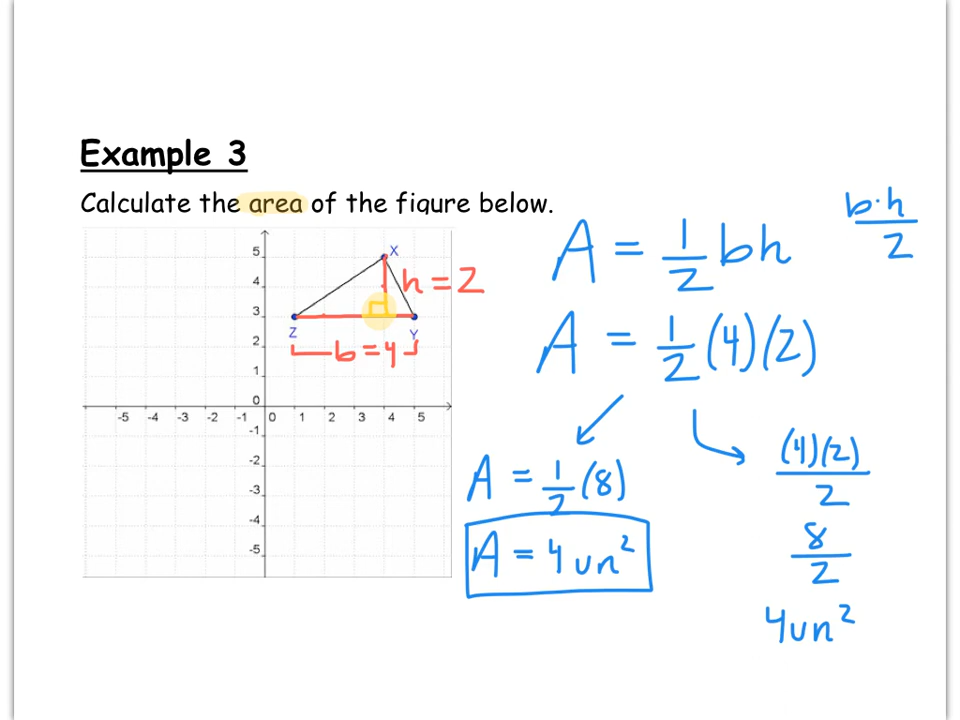 Example 3
Calculate the area of the figure below.
b·h
2
A = 1/2 bh
5
X
4
h = 2
3
Z
Y
2
b = 4
A = 1/2 (4)(2)
1
0
-5 -4 -3 -2 -1 0 1 2 3 4 5
-1
-2
-3
-4
-5
A = 1/2 (8)
A = 4 un²
(4)(2)
2
8
2
4un²